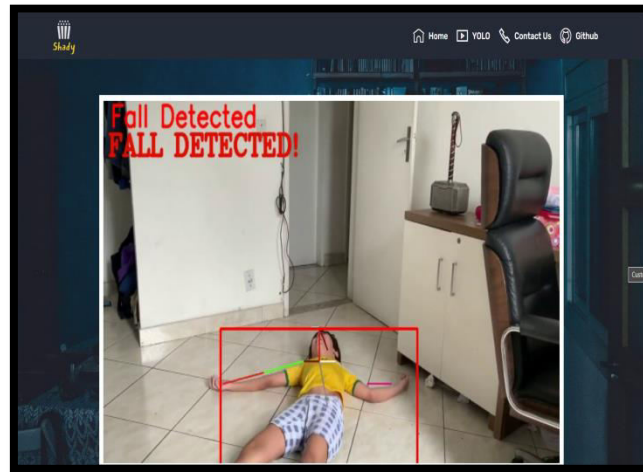 Shady
Home YOLO Contact Us Github
Fall Detected
FALL DETECTED!